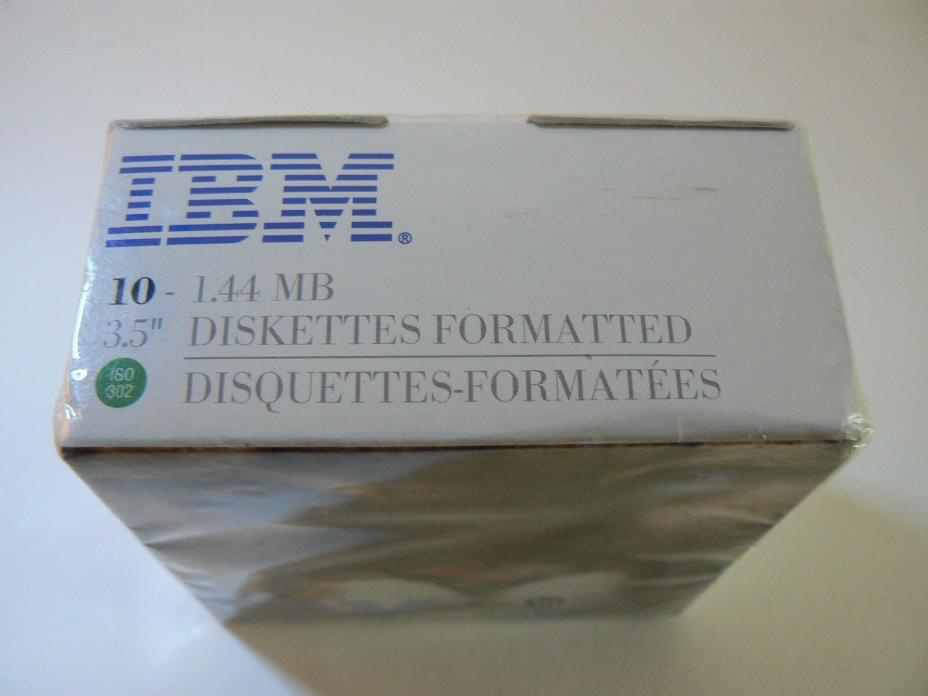 IBM®
10 - 1.44 MB
3.5" DISKETTES FORMATTED
DISQUETTES-FORMATÉES
ISO
302